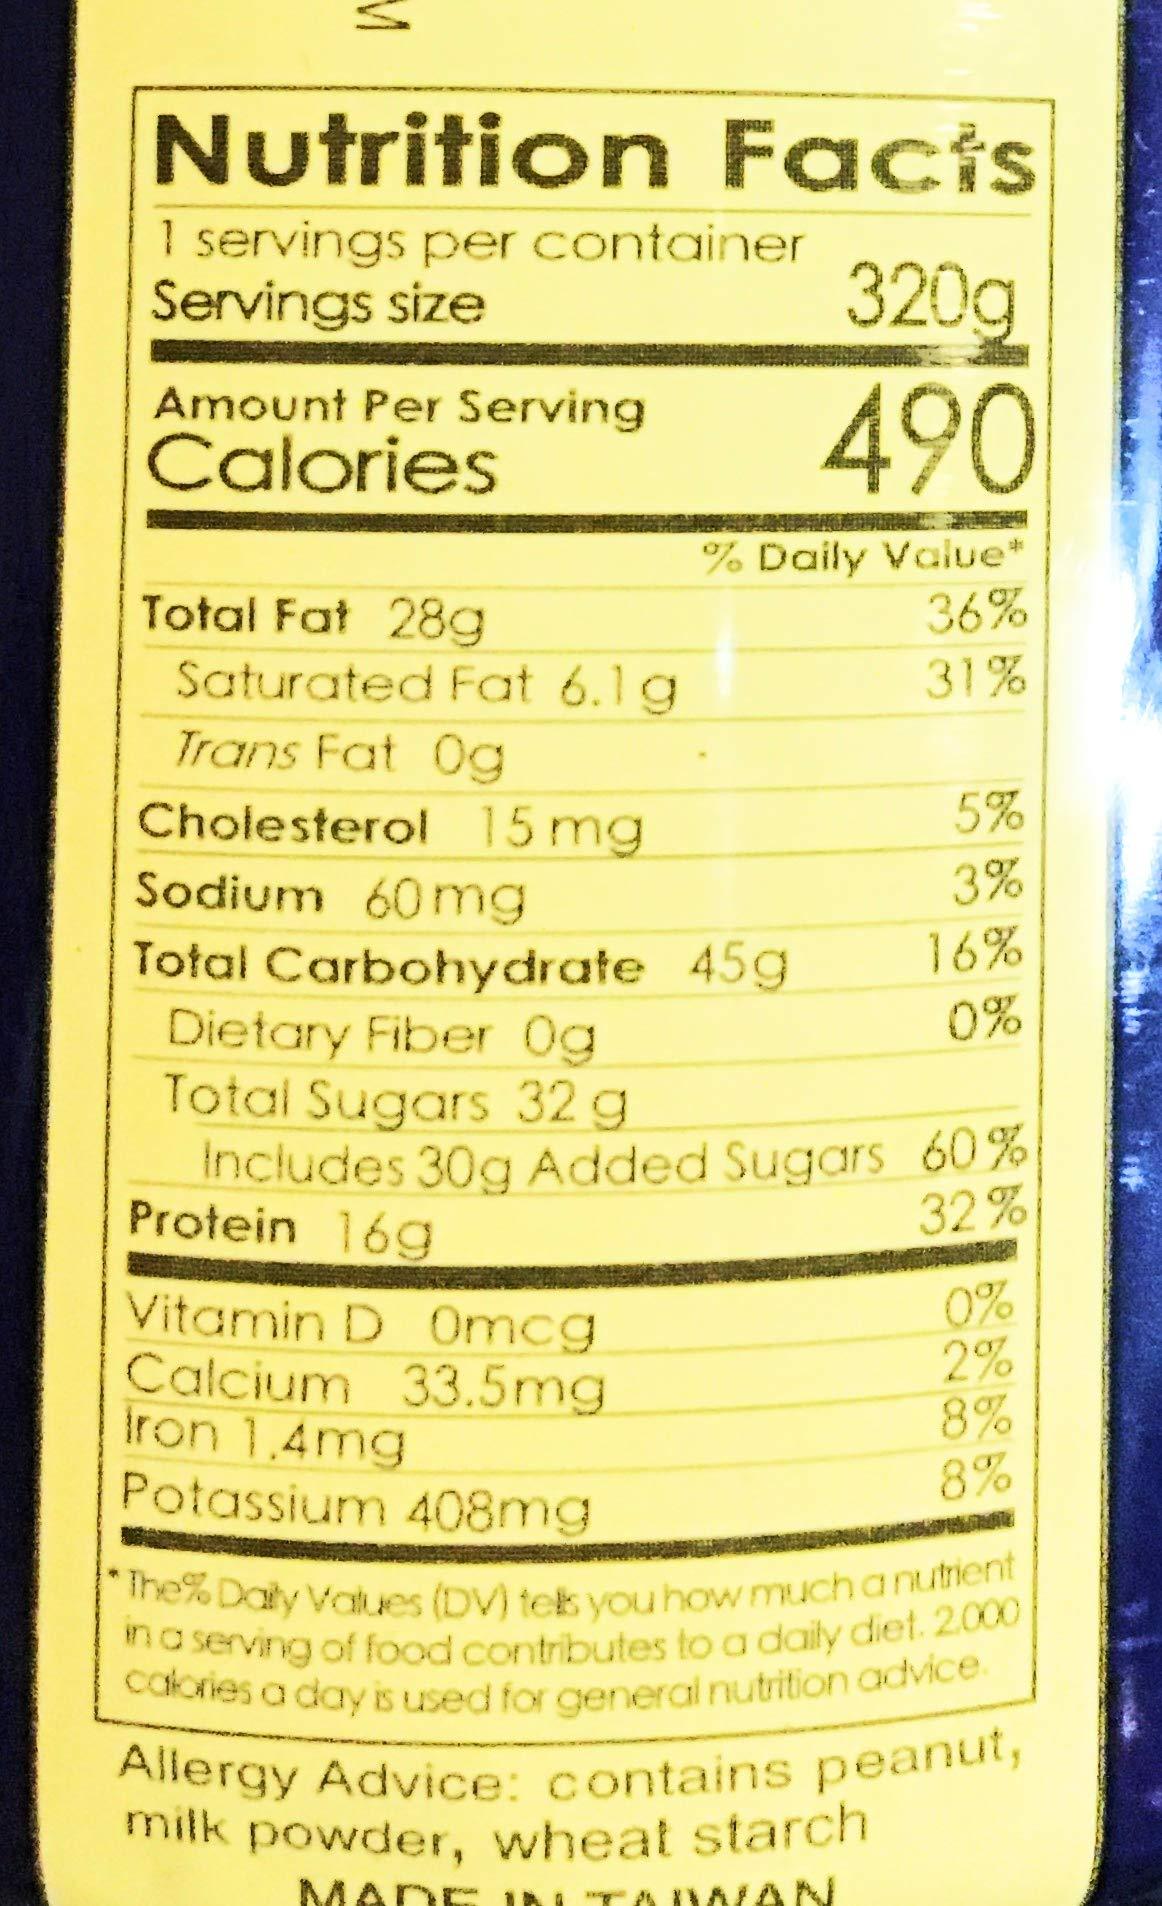 Nutrition Facts
1 servings per container
Servings size 320g
Amount Per Serving
Calories 490
% Daily Value*
Total Fat 28g 36%
Saturated Fat 6.1g 31%
Trans Fat 0g
Cholesterol 15mg 5%
Sodium 60mg 3%
Total Carbohydrate 45g 16%
Dietary Fiber 0g 0%
Total Sugars 32g
Includes 30g Added Sugars 60%
Protein 16g 32%
Vitamin D 0mcg 0%
Calcium 33.5mg 2%
Iron 1.4mg 8%
Potassium 408mg 8%
*The% Daily Values (DV) tells you how much a nutrient
in a serving of food contributes to a daily diet. 2,000
calories a day is used for general nutrition advice.
Allergy Advice: contains peanut,
milk powder, wheat starch
MADE IN TAIWAN